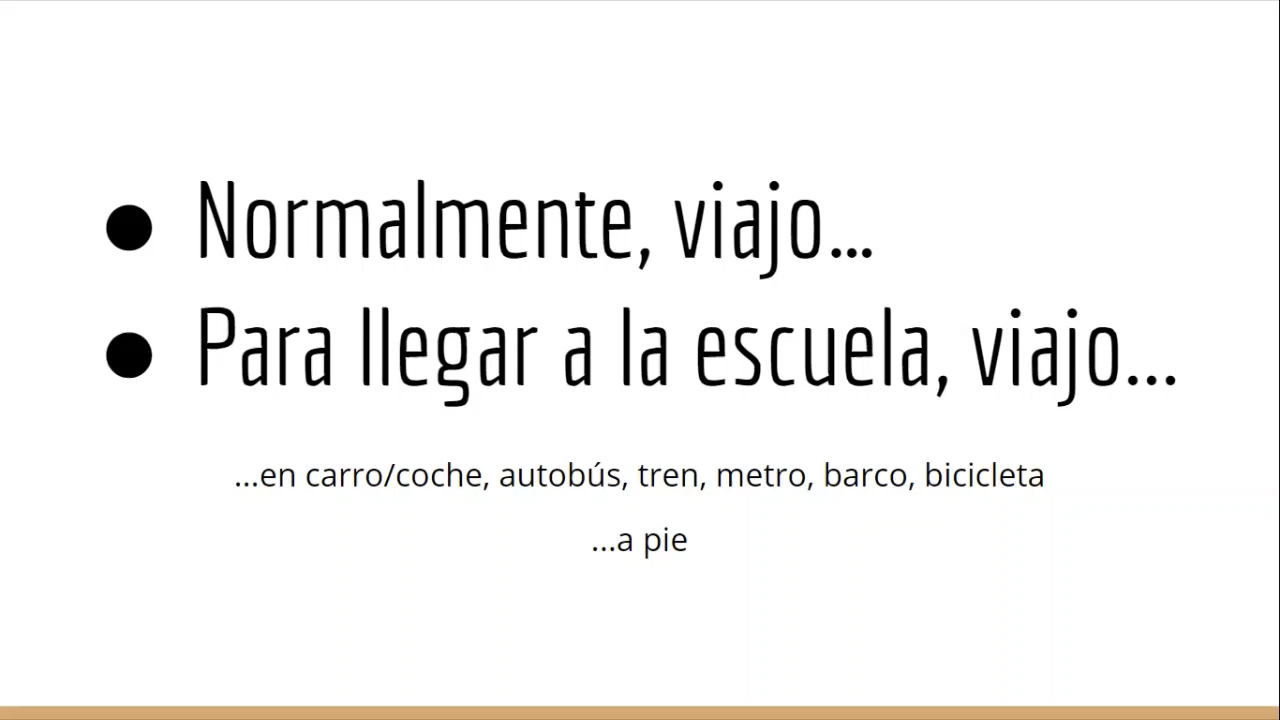 ● Normalmente, viajo...
● Para llegar a la escuela, viajo...
...en carro/coche, autobús, tren, metro, barco, bicicleta
...a pie